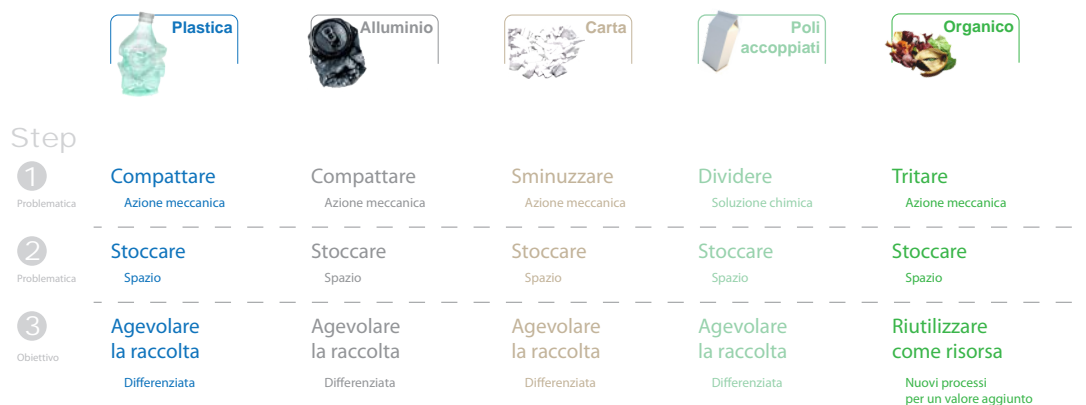 Plastica
Alluminio
Carta
Poli
accoppiati
Organico
Step
1
Problematica
Compattare
Azione meccanica
Compattare
Azione meccanica
Sminuzzare
Azione meccanica
Dividere
Soluzione chimica
Tritare
Azione meccanica
2
Problematica
Stoccare
Spazio
Stoccare
Spazio
Stoccare
Spazio
Stoccare
Spazio
Stoccare
Spazio
3
Obiettivo
Agevolare
la raccolta
Differenziata
Agevolare
la raccolta
Differenziata
Agevolare
la raccolta
Differenziata
Agevolare
la raccolta
Differenziata
Riutilizzare
come risorsa
Nuovi processi
per un valore aggiunto